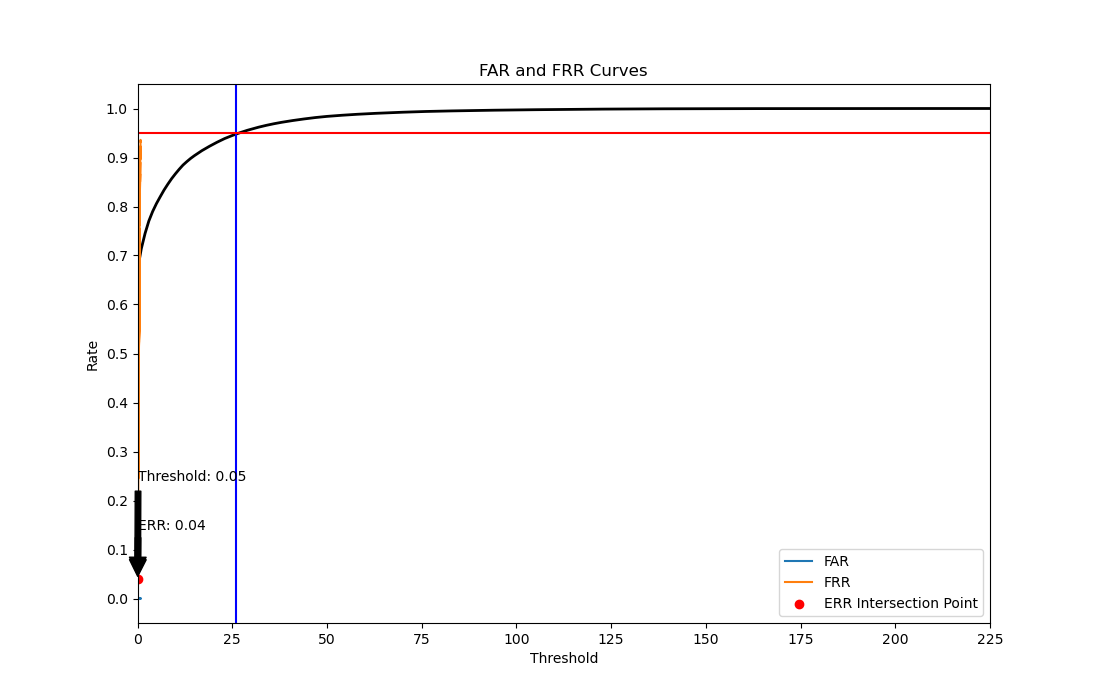 FAR and FRR Curves
1.0
0.9
0.8
0.7
0.6
0.5
0.4
0.3
0.2
0.1
0.0
Rate
Threshold: 0.05
ERR: 0.04
FAR
FRR
ERR Intersection Point
0 25 50 75 100 125 150 175 200 225
Threshold